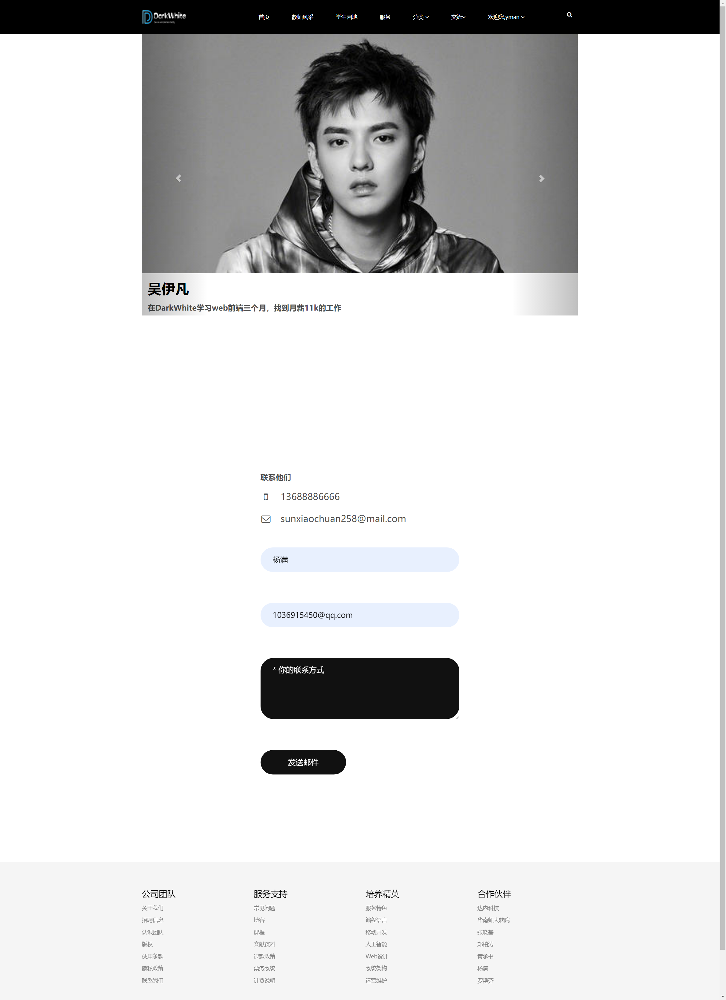 DarkWhite
首页 教师风采 学生园地 服务 分类 交流 欢迎您,yman
吴伊凡
在DarkWhite学习web前端三个月，找到月薪11k的工作
联系他们
13688886666
sunxiaochuan258@mail.com
杨满
1036915450@qq.com
* 你的联系方式
发送邮件
公司团队 服务支持 培养精英 合作伙伴
关于我们 常见问题 服务特色 达内科技
招聘信息 博客 编程语言 华南师大软院
认识团队 课程 移动开发 张晓基
版权 文献资料 人工智能 郑柏涛
使用条款 退款政策 Web设计 黄承书
隐私政策 票务系统 系统架构 杨满
联系我们 计费说明 运营维护 罗艳芬